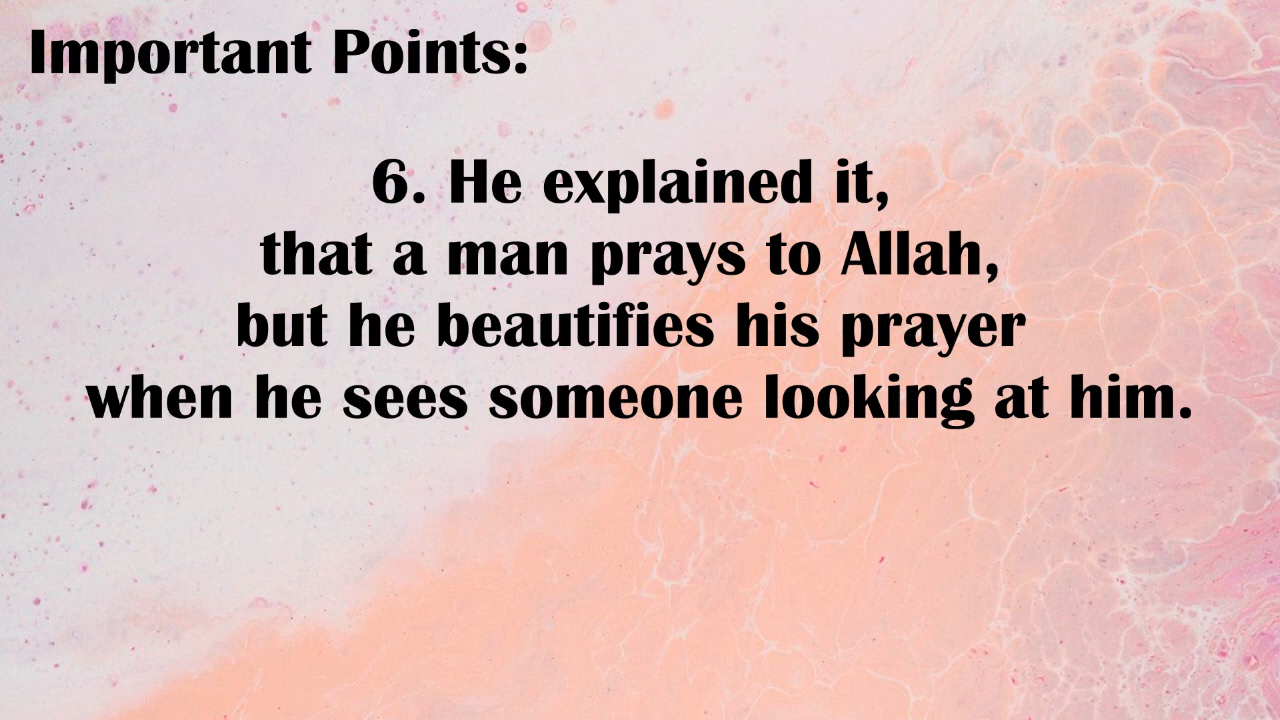 Important Points:
6. He explained it,
that a man prays to Allah,
but he beautifies his prayer
when he sees someone looking at him.